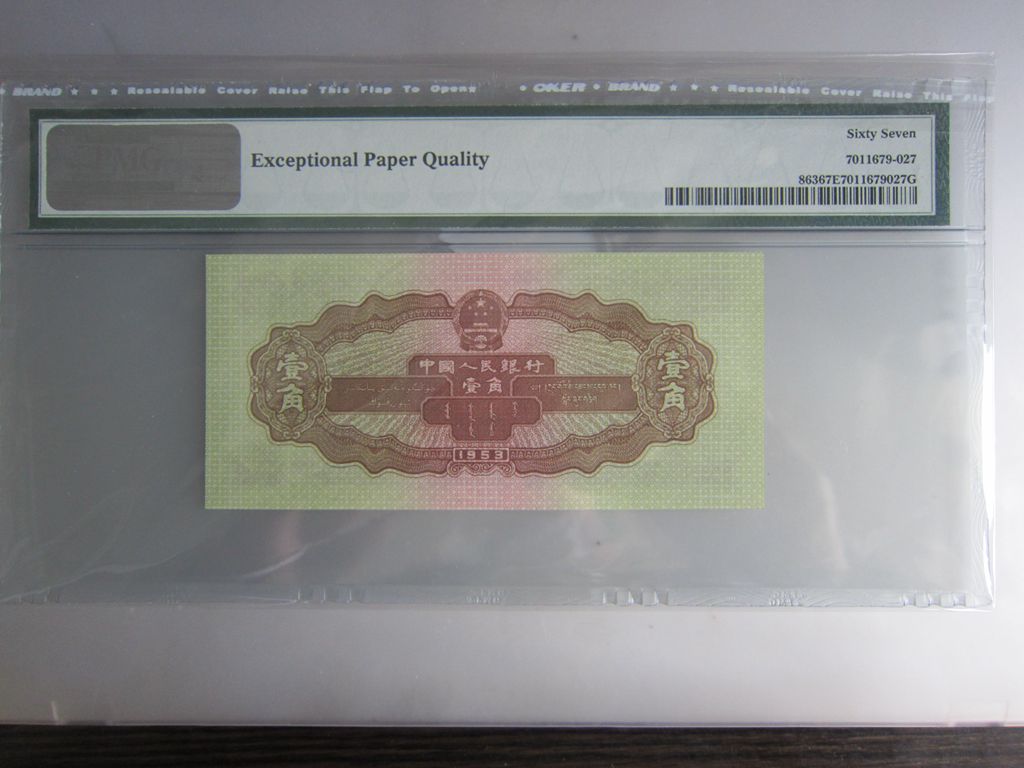 BRAND ★ ★ ★ Resealable Cover Raise This Flap To Open★ • OKER • BRAND ★ ★ ★ Resealable Cover Raise This Flap
PMG
Exceptional Paper Quality
Sixty Seven
7011679-027
86367E7011679027G
中國人民銀行
壹角
壹角
壹角
1953